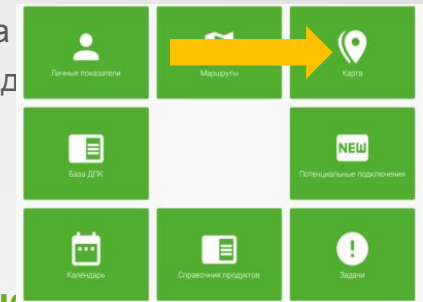 а
Личные показатели
Маршруты
Карта
д
База ДПК
NEW
Потенциальные подключения
Календарь
Справочник продуктов
Задачи